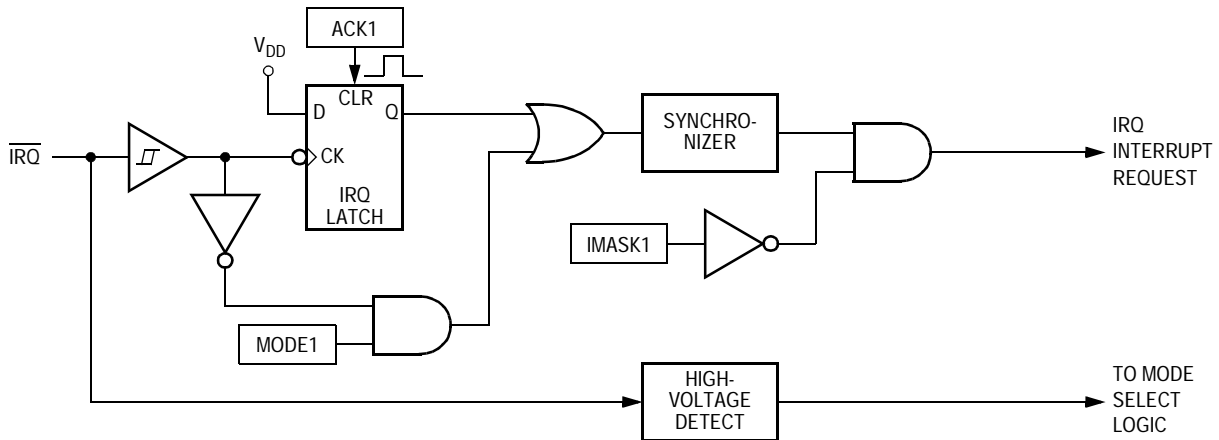 ACK1
VDD
D
CLR
Q
CK
IRQ
LATCH
IRQ
SYNCHRO-
NIZER
IRQ
INTERRUPT
REQUEST
IMASK1
MODE1
HIGH-
VOLTAGE
DETECT
TO MODE
SELECT
LOGIC